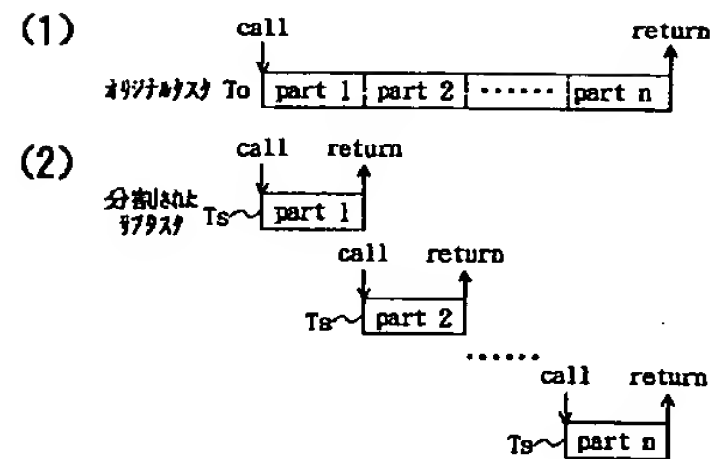 (1) call return
オリジナルタスク To part 1 part 2 ...... part n
(2) call return
分割された
サブタスク Ts part 1
call return
Ts part 2
......
call return
Ts part n